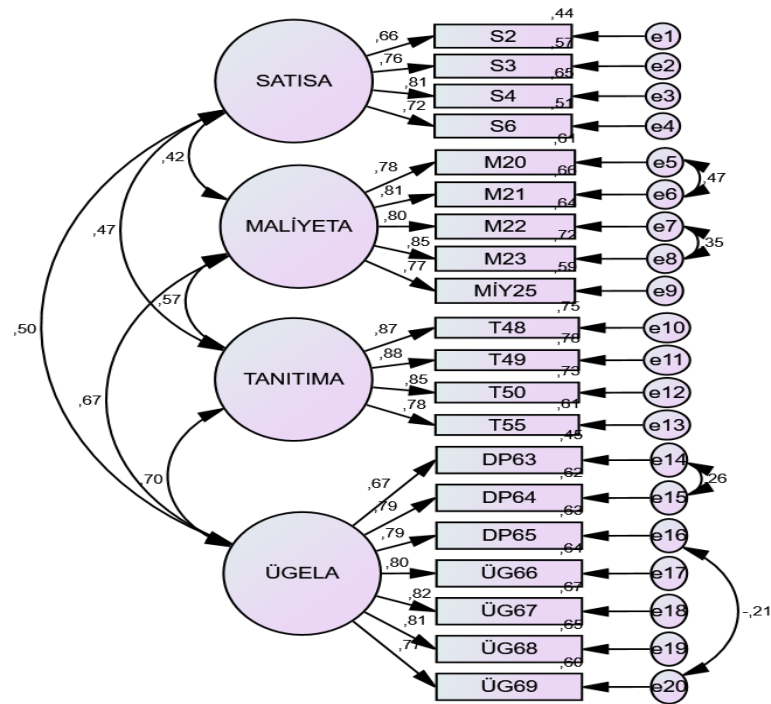 ,44
,66
S2
e1
,57
,76
S3
e2
SATISA
,65
,81
S4
e3
,51
,72
S6
e4
,61
,42
,78
M20
e5
,66
,47
,81
M21
e6
,64
,47
MALİYETA
,80
M22
e7
,72
,35
,85
M23
e8
,59
,77
MİY25
e9
,57
,75
,50
,87
T48
e10
,78
,88
T49
e11
TANITIMA
,73
,85
T50
e12
,67
,61
,78
T55
e13
,45
DP63
e14
,70
,62
,26
,67
,79
DP64
e15
,63
,79
DP65
e16
,64
ÜGELA
,80
ÜG66
e17
,67
,82
ÜG67
e18
-,21
,65
,81
ÜG68
e19
,60
,77
ÜG69
e20